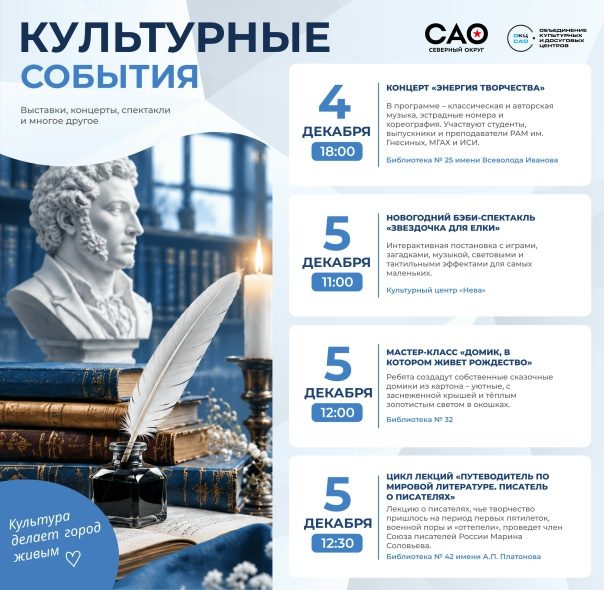 КУЛЬТУРНЫЕ
СОБЫТИЯ
Выставки, концерты, спектакли
и многое другое
САО
СЕВЕРНЫЙ ОКРУГ
ОКЦ
САО
ОБЪЕДИНЕНИЕ
КУЛЬТУРНЫХ
И ДОСУГОВЫХ
ЦЕНТРОВ
4
ДЕКАБРЯ
18:00
КОНЦЕРТ «ЭНЕРГИЯ ТВОРЧЕСТВА»
В программе – классическая и авторская
музыка, эстрадные номера и
хореография. Участвуют студенты,
выпускники и преподаватели РАМ им.
Гнесиных, МГАХ и ИСИ.
Библиотека № 25 имени Всеволода Иванова
5
ДЕКАБРЯ
11:00
НОВОГОДНИЙ БЭБИ-СПЕКТАКЛЬ
«ЗВЕЗДОЧКА ДЛЯ ЕЛКИ»
Интерактивная постановка с играми,
загадками, музыкой, световыми и
тактильными эффектами для самых
маленьких.
Культурный центр «Нева»
5
ДЕКАБРЯ
12:00
МАСТЕР-КЛАСС «ДОМИК, В
КОТОРОМ ЖИВЕТ РОЖДЕСТВО»
Ребята создадут собственные сказочные
домики из картона – уютные, с
заснеженной крышей и тёплым
золотистым светом в окошках.
Библиотека № 32
5
ДЕКАБРЯ
12:30
ЦИКЛ ЛЕКЦИЙ «ПУТЕВОДИТЕЛЬ ПО
МИРОВОЙ ЛИТЕРАТУРЕ. ПИСАТЕЛЬ
О ПИСАТЕЛЯХ»
Лекцию о писателях, чье творчество
пришлось на период первых пятилеток,
военной поры и «оттепели», проведет член
Союза писателей России Марина
Соловьева.
Библиотека № 42 имени А.П. Платонова
Культура
делает город
живым